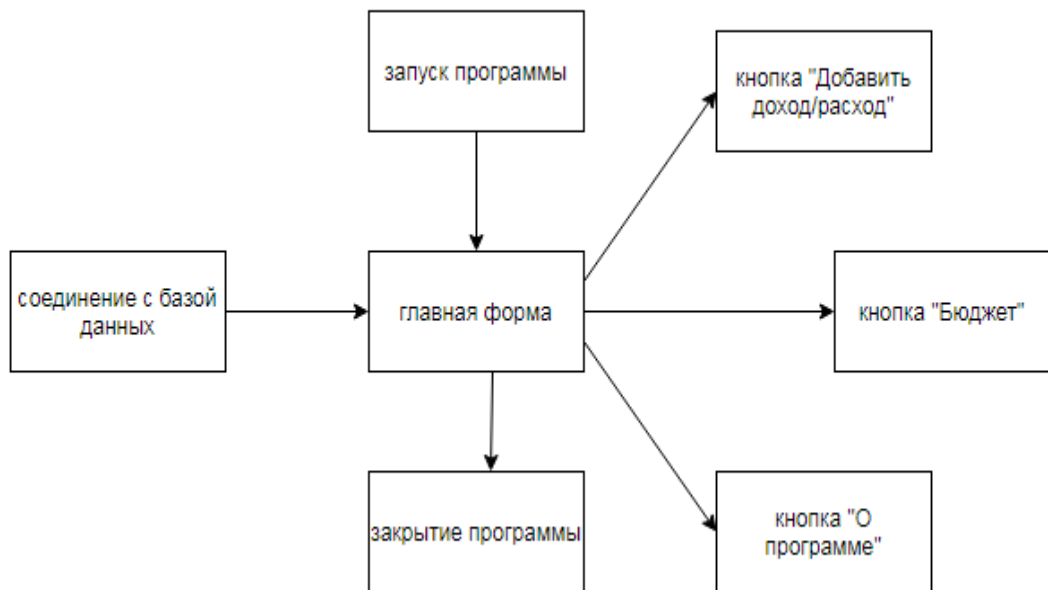 запуск программы
кнопка "Добавить
доход/расход"
соединение с базой
данных
главная форма
кнопка "Бюджет"
закрытие программы
кнопка "О
программе"